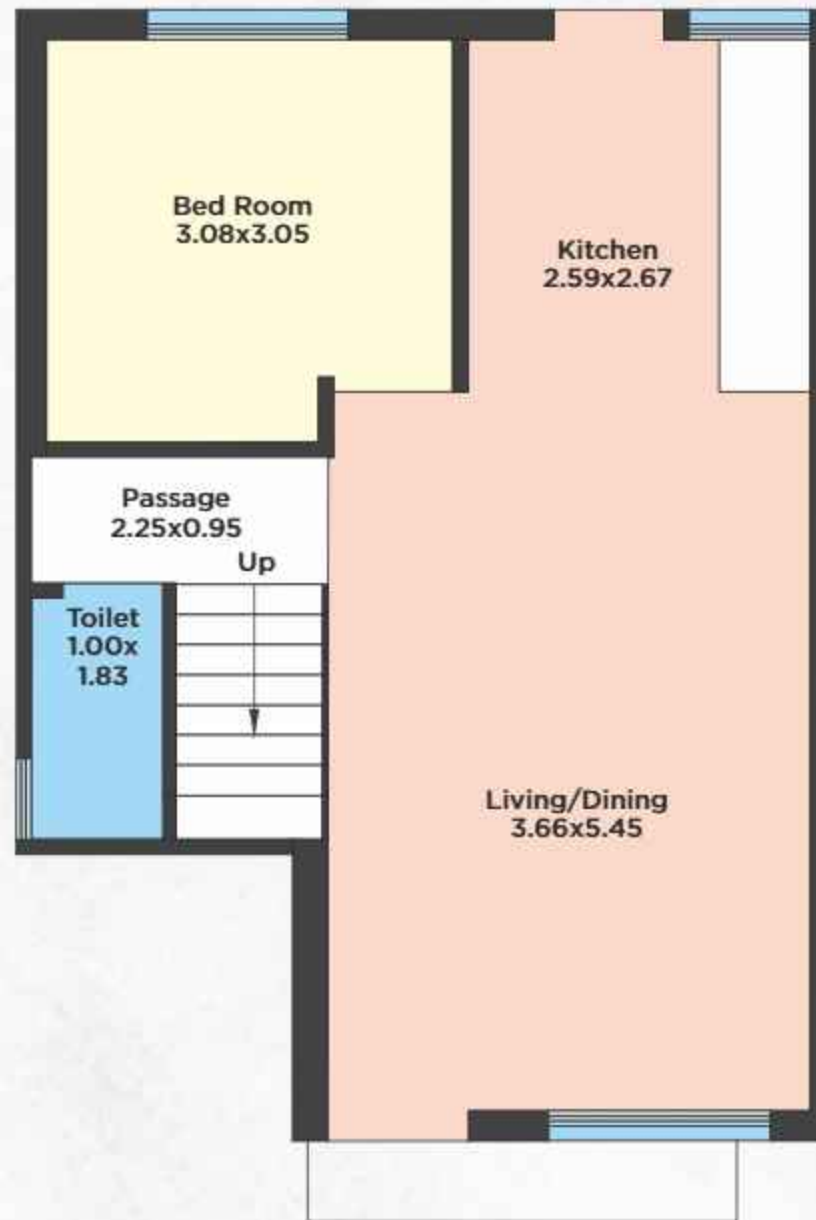 Bed Room
3.08x3.05
Kitchen
2.59x2.67
Passage
2.25x0.95
Up
Toilet
1.00x
1.83
Living/Dining
3.66x5.45